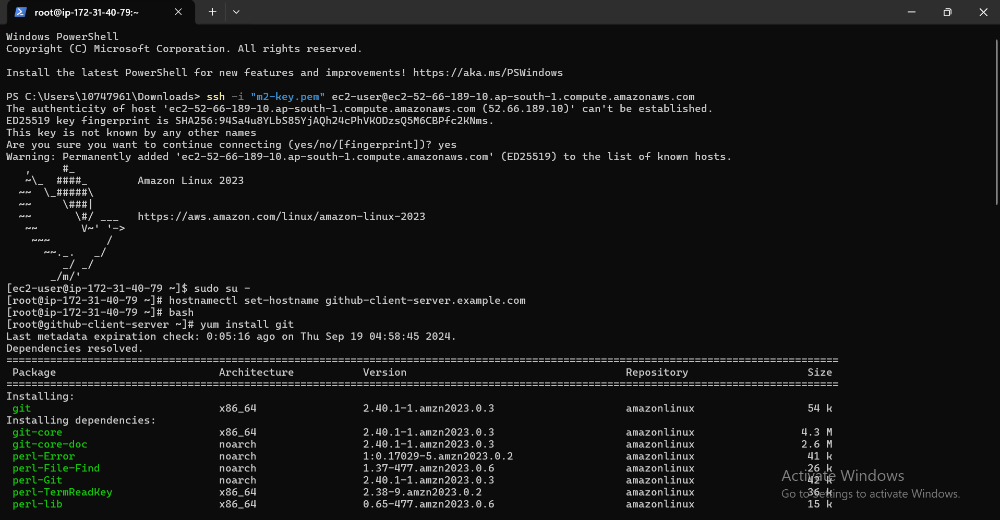 root@ip-172-31-40-79:~
Windows PowerShell
Copyright (C) Microsoft Corporation. All rights reserved.
Install the latest PowerShell for new features and improvements! https://aka.ms/PSWindows
PS C:\Users\10747961\Downloads> ssh -i "m2-key.pem" ec2-user@ec2-52-66-189-10.ap-south-1.compute.amazonaws.com
The authenticity of host 'ec2-52-66-189-10.ap-south-1.compute.amazonaws.com (52.66.189.10)' can't be established.
ED25519 key fingerprint is SHA256:94Sa4u8YLbS85YjAQh24cPhVKODzsQ5M6CBPfc2KNms.
This key is not known by any other names
Are you sure you want to continue connecting (yes/no/[fingerprint])? yes
Warning: Permanently added 'ec2-52-66-189-10.ap-south-1.compute.amazonaws.com' (ED25519) to the list of known hosts.
   ,     #_
   ~\_  ####_        Amazon Linux 2023
  ~~  \_#####\
  ~~     \###|
  ~~       \#/ ___   https://aws.amazon.com/linux/amazon-linux-2023
   ~~       V~' '->
    ~~~         /
      ~~._.   _/
         _/ _/
       _/m/'
[ec2-user@ip-172-31-40-79 ~]$ sudo su -
[root@ip-172-31-40-79 ~]# hostnamectl set-hostname github-client-server.example.com
[root@ip-172-31-40-79 ~]# bash
[root@github-client-server ~]# yum install git
Last metadata expiration check: 0:05:16 ago on Thu Sep 19 04:58:45 2024.
Dependencies resolved.
Package Architecture Version Repository Size
Installing:
git x86_64 2.40.1-1.amzn2023.0.3 amazonlinux 54 k
Installing dependencies:
git-core x86_64 2.40.1-1.amzn2023.0.3 amazonlinux 4.3 M
git-core-doc noarch 2.40.1-1.amzn2023.0.3 amazonlinux 2.6 M
perl-Error noarch 1:0.17029-5.amzn2023.0.2 amazonlinux 41 k
perl-File-Find noarch 1.37-477.amzn2023.0.6 amazonlinux 26 k
perl-Git noarch 2.40.1-1.amzn2023.0.3 amazonlinux 42 k
perl-TermReadKey x86_64 2.38-9.amzn2023.0.2 amazonlinux 36 k
perl-lib x86_64 0.65-477.amzn2023.0.6 amazonlinux 15 k
Activate Windows
Go to Settings to activate Windows.